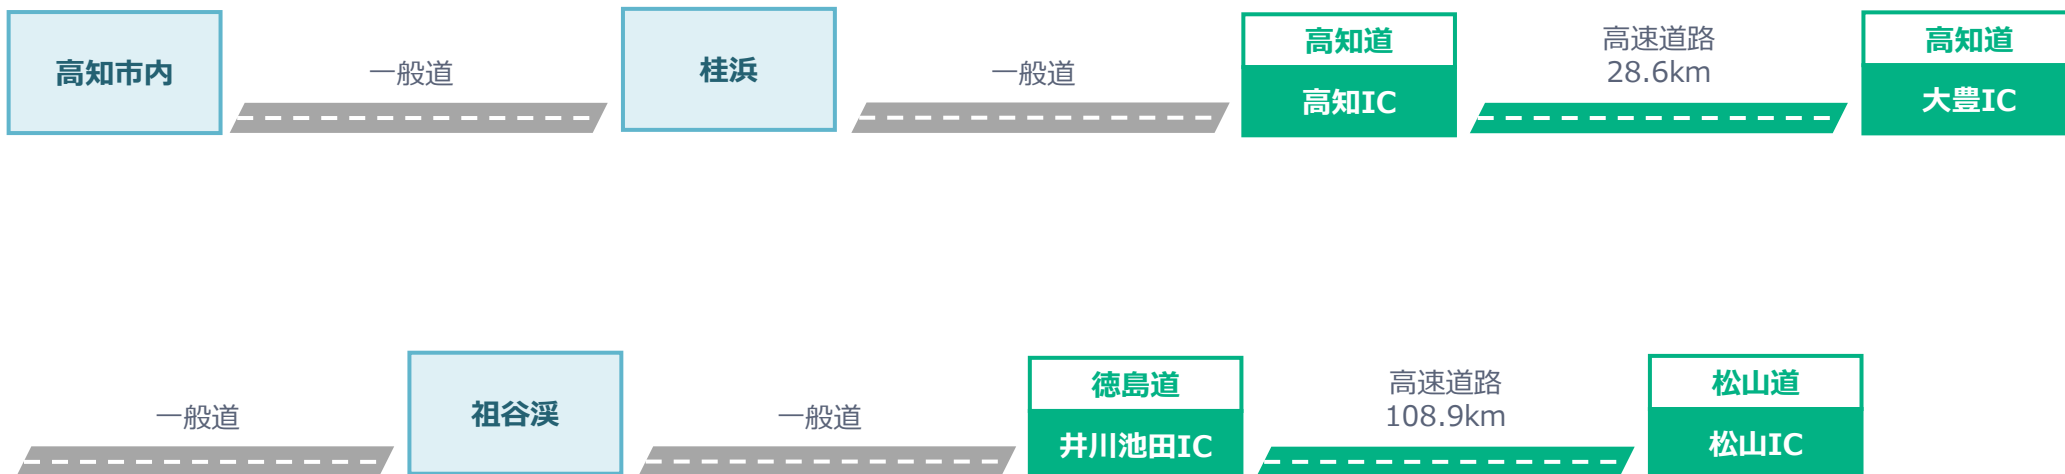 高知市内
一般道
桂浜
一般道
高知道
高知IC
高速道路
28.6km
高知道
大豊IC
一般道
祖谷渓
一般道
徳島道
井川池田IC
高速道路
108.9km
松山道
松山IC